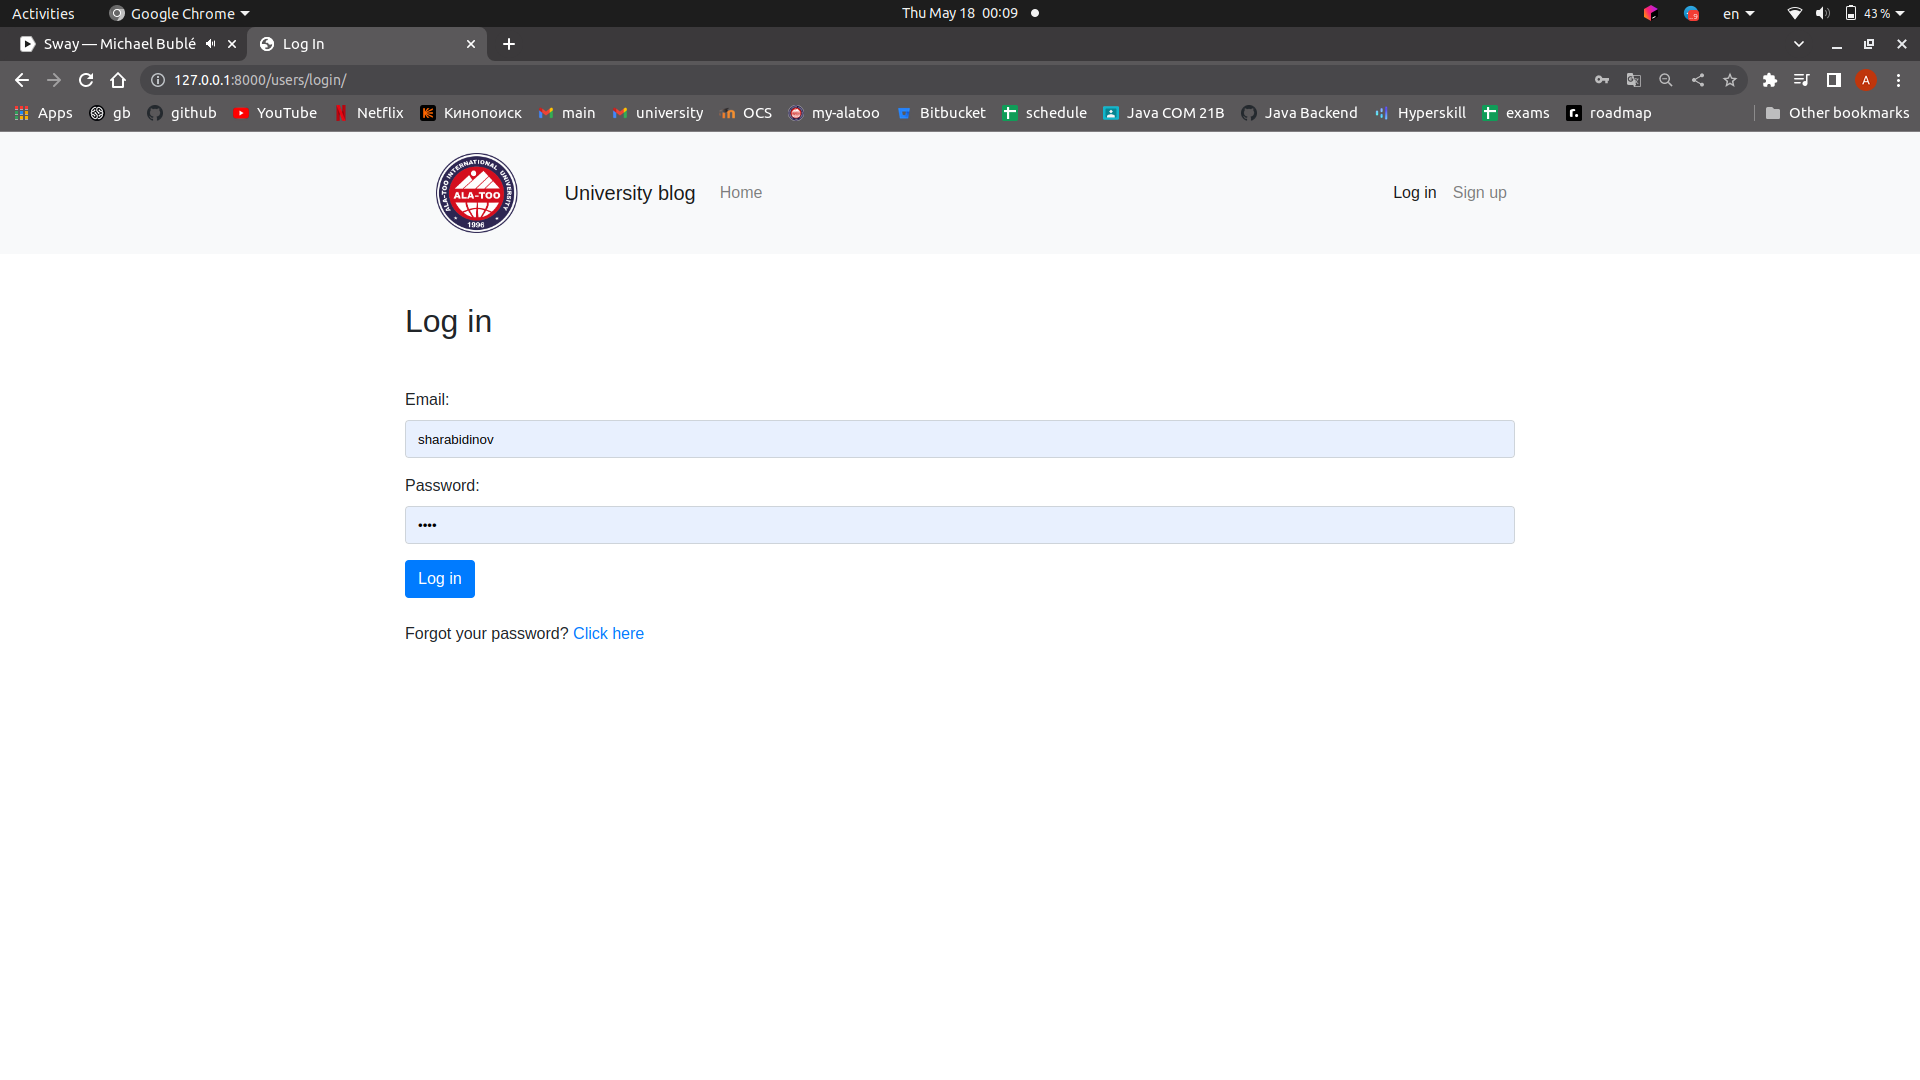 Activities Google Chrome Thu May 18 00:09 en 43 %
Sway — Michael Bublé Log In
127.0.0.1:8000/users/login/ A
Apps gb github YouTube Netflix Кинопоиск main university OCS my-alatoo Bitbucket schedule Java COM 21B Java Backend Hyperskill exams roadmap Other bookmarks
ALA-TOO INTERNATIONAL UNIVERSITY
ALA-TOO
1996
University blog Home Log in Sign up
Log in
Email:
sharabidinov
Password:
••••
Log in
Forgot your password? Click here